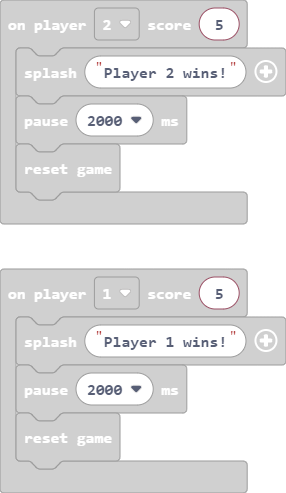 on player 2 score 5
splash "Player 2 wins!"
pause 2000 ms
reset game
on player 1 score 5
splash "Player 1 wins!"
pause 2000 ms
reset game